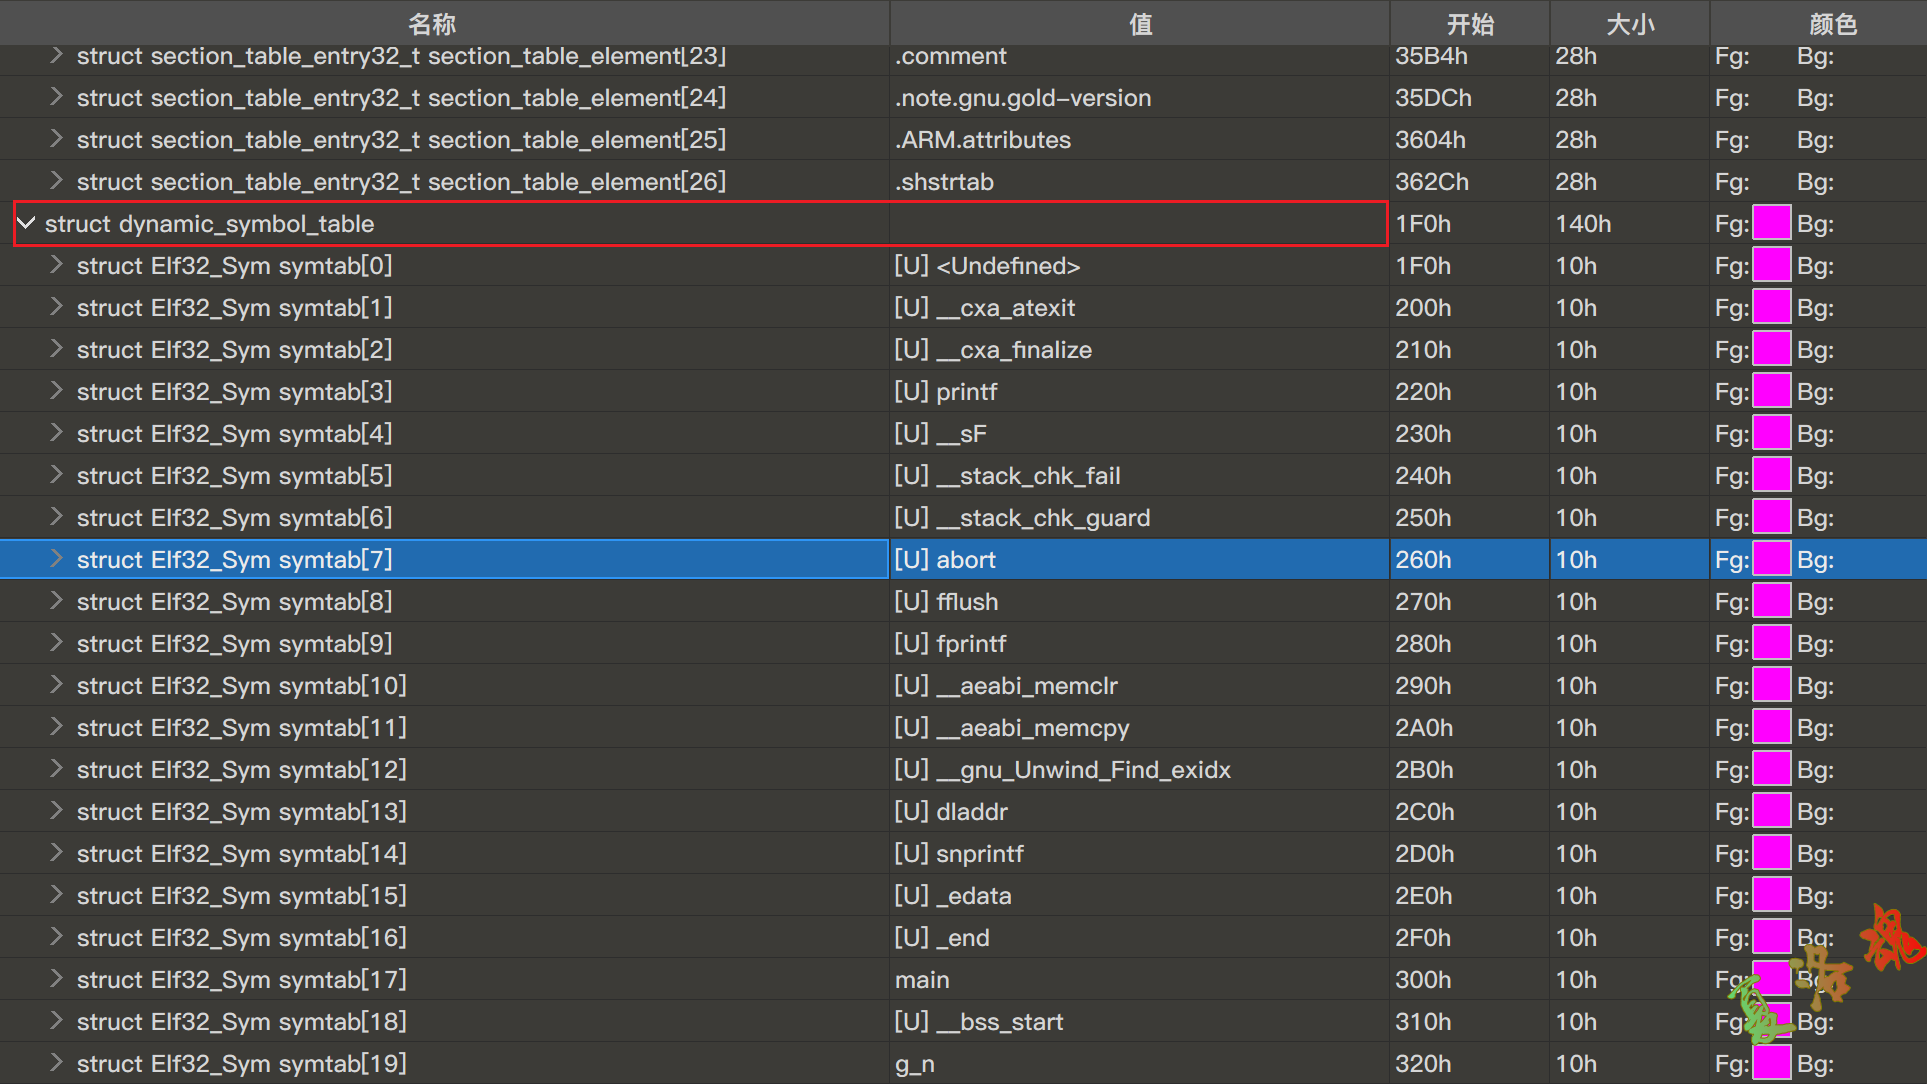 名称 值 开始 大小 颜色
struct section_table_entry32_t section_table_element[23] .comment 35B4h 28h Fg: Bg:
struct section_table_entry32_t section_table_element[24] .note.gnu.gold-version 35DCh 28h Fg: Bg:
struct section_table_entry32_t section_table_element[25] .ARM.attributes 3604h 28h Fg: Bg:
struct section_table_entry32_t section_table_element[26] .shstrtab 362Ch 28h Fg: Bg:
struct dynamic_symbol_table 1F0h 140h Fg: Bg:
struct Elf32_Sym symtab[0] [U] <Undefined> 1F0h 10h Fg: Bg:
struct Elf32_Sym symtab[1] [U] __cxa_atexit 200h 10h Fg: Bg:
struct Elf32_Sym symtab[2] [U] __cxa_finalize 210h 10h Fg: Bg:
struct Elf32_Sym symtab[3] [U] printf 220h 10h Fg: Bg:
struct Elf32_Sym symtab[4] [U] __sF 230h 10h Fg: Bg:
struct Elf32_Sym symtab[5] [U] __stack_chk_fail 240h 10h Fg: Bg:
struct Elf32_Sym symtab[6] [U] __stack_chk_guard 250h 10h Fg: Bg:
struct Elf32_Sym symtab[7] [U] abort 260h 10h Fg: Bg:
struct Elf32_Sym symtab[8] [U] fflush 270h 10h Fg: Bg:
struct Elf32_Sym symtab[9] [U] fprintf 280h 10h Fg: Bg:
struct Elf32_Sym symtab[10] [U] __aeabi_memclr 290h 10h Fg: Bg:
struct Elf32_Sym symtab[11] [U] __aeabi_memcpy 2A0h 10h Fg: Bg:
struct Elf32_Sym symtab[12] [U] __gnu_Unwind_Find_exidx 2B0h 10h Fg: Bg:
struct Elf32_Sym symtab[13] [U] dladdr 2C0h 10h Fg: Bg:
struct Elf32_Sym symtab[14] [U] snprintf 2D0h 10h Fg: Bg:
struct Elf32_Sym symtab[15] [U] _edata 2E0h 10h Fg: Bg:
struct Elf32_Sym symtab[16] [U] _end 2F0h 10h Fg: Bg:
struct Elf32_Sym symtab[17] main 300h 10h Fg: Bg:
struct Elf32_Sym symtab[18] [U] __bss_start 310h 10h Fg: Bg:
struct Elf32_Sym symtab[19] g_n 320h 10h Fg: Bg: